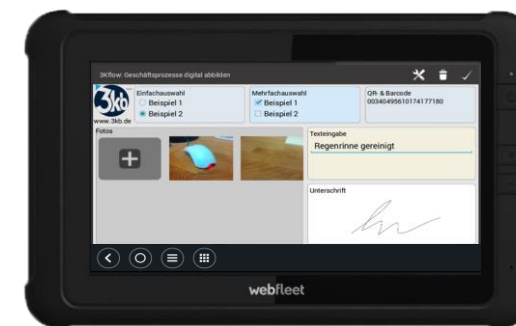 3Kflow: Geschäftsprozesse digital abbilden
3kb
www.3kb.de
Einfachauswahl
Beispiel 1
Beispiel 2
Mehrfachauswahl
Beispiel 1
Beispiel 2
QR- & Barcode
00340495610174177180
Fotos
Texteingabe
Regenrinne gereinigt
Unterschrift
webfleet